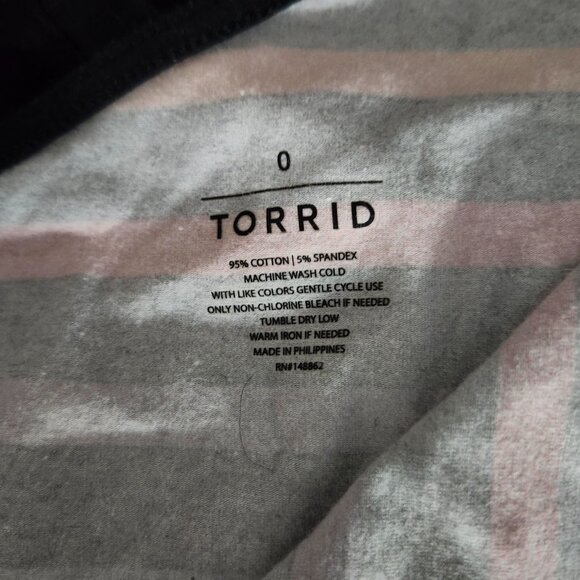 0
TORRID
95% COTTON | 5% SPANDEX
MACHINE WASH COLD
WITH LIKE COLORS GENTLE CYCLE USE
ONLY NON-CHLORINE BLEACH IF NEEDED
TUMBLE DRY LOW
WARM IRON IF NEEDED
MADE IN PHILIPPINES
RN#148862